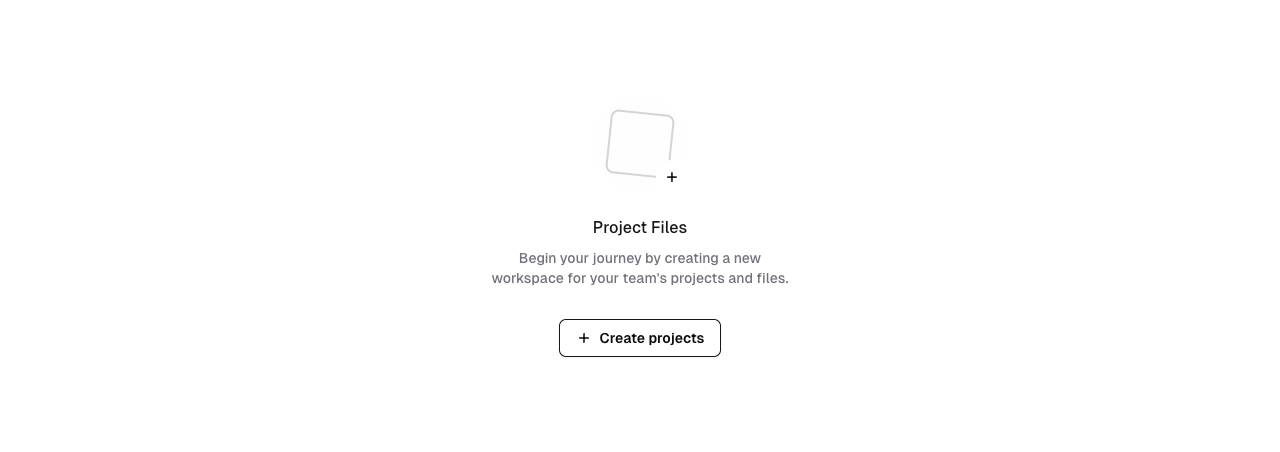 Project Files
Begin your journey by creating a new
workspace for your team's projects and files.
Create projects